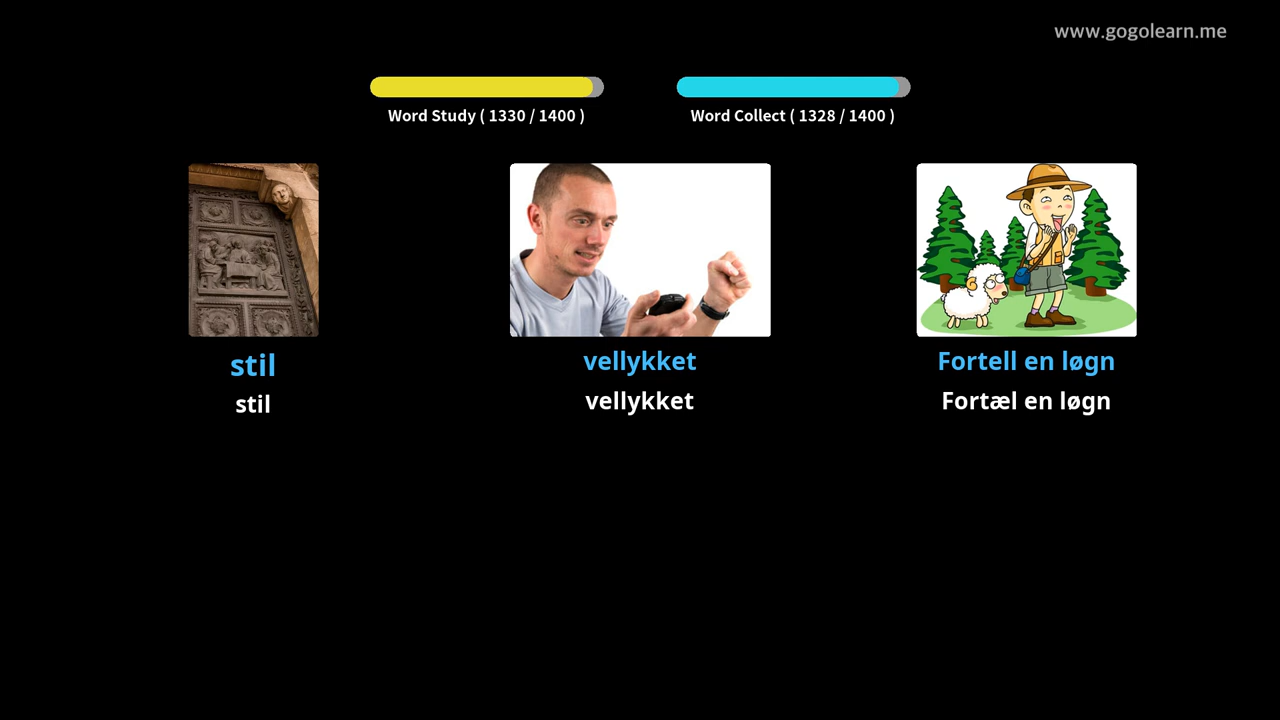 www.gogolearn.me
Word Study ( 1330 / 1400 )
Word Collect ( 1328 / 1400 )
stil
stil
vellykket
vellykket
Fortell en løgn
Fortæl en løgn